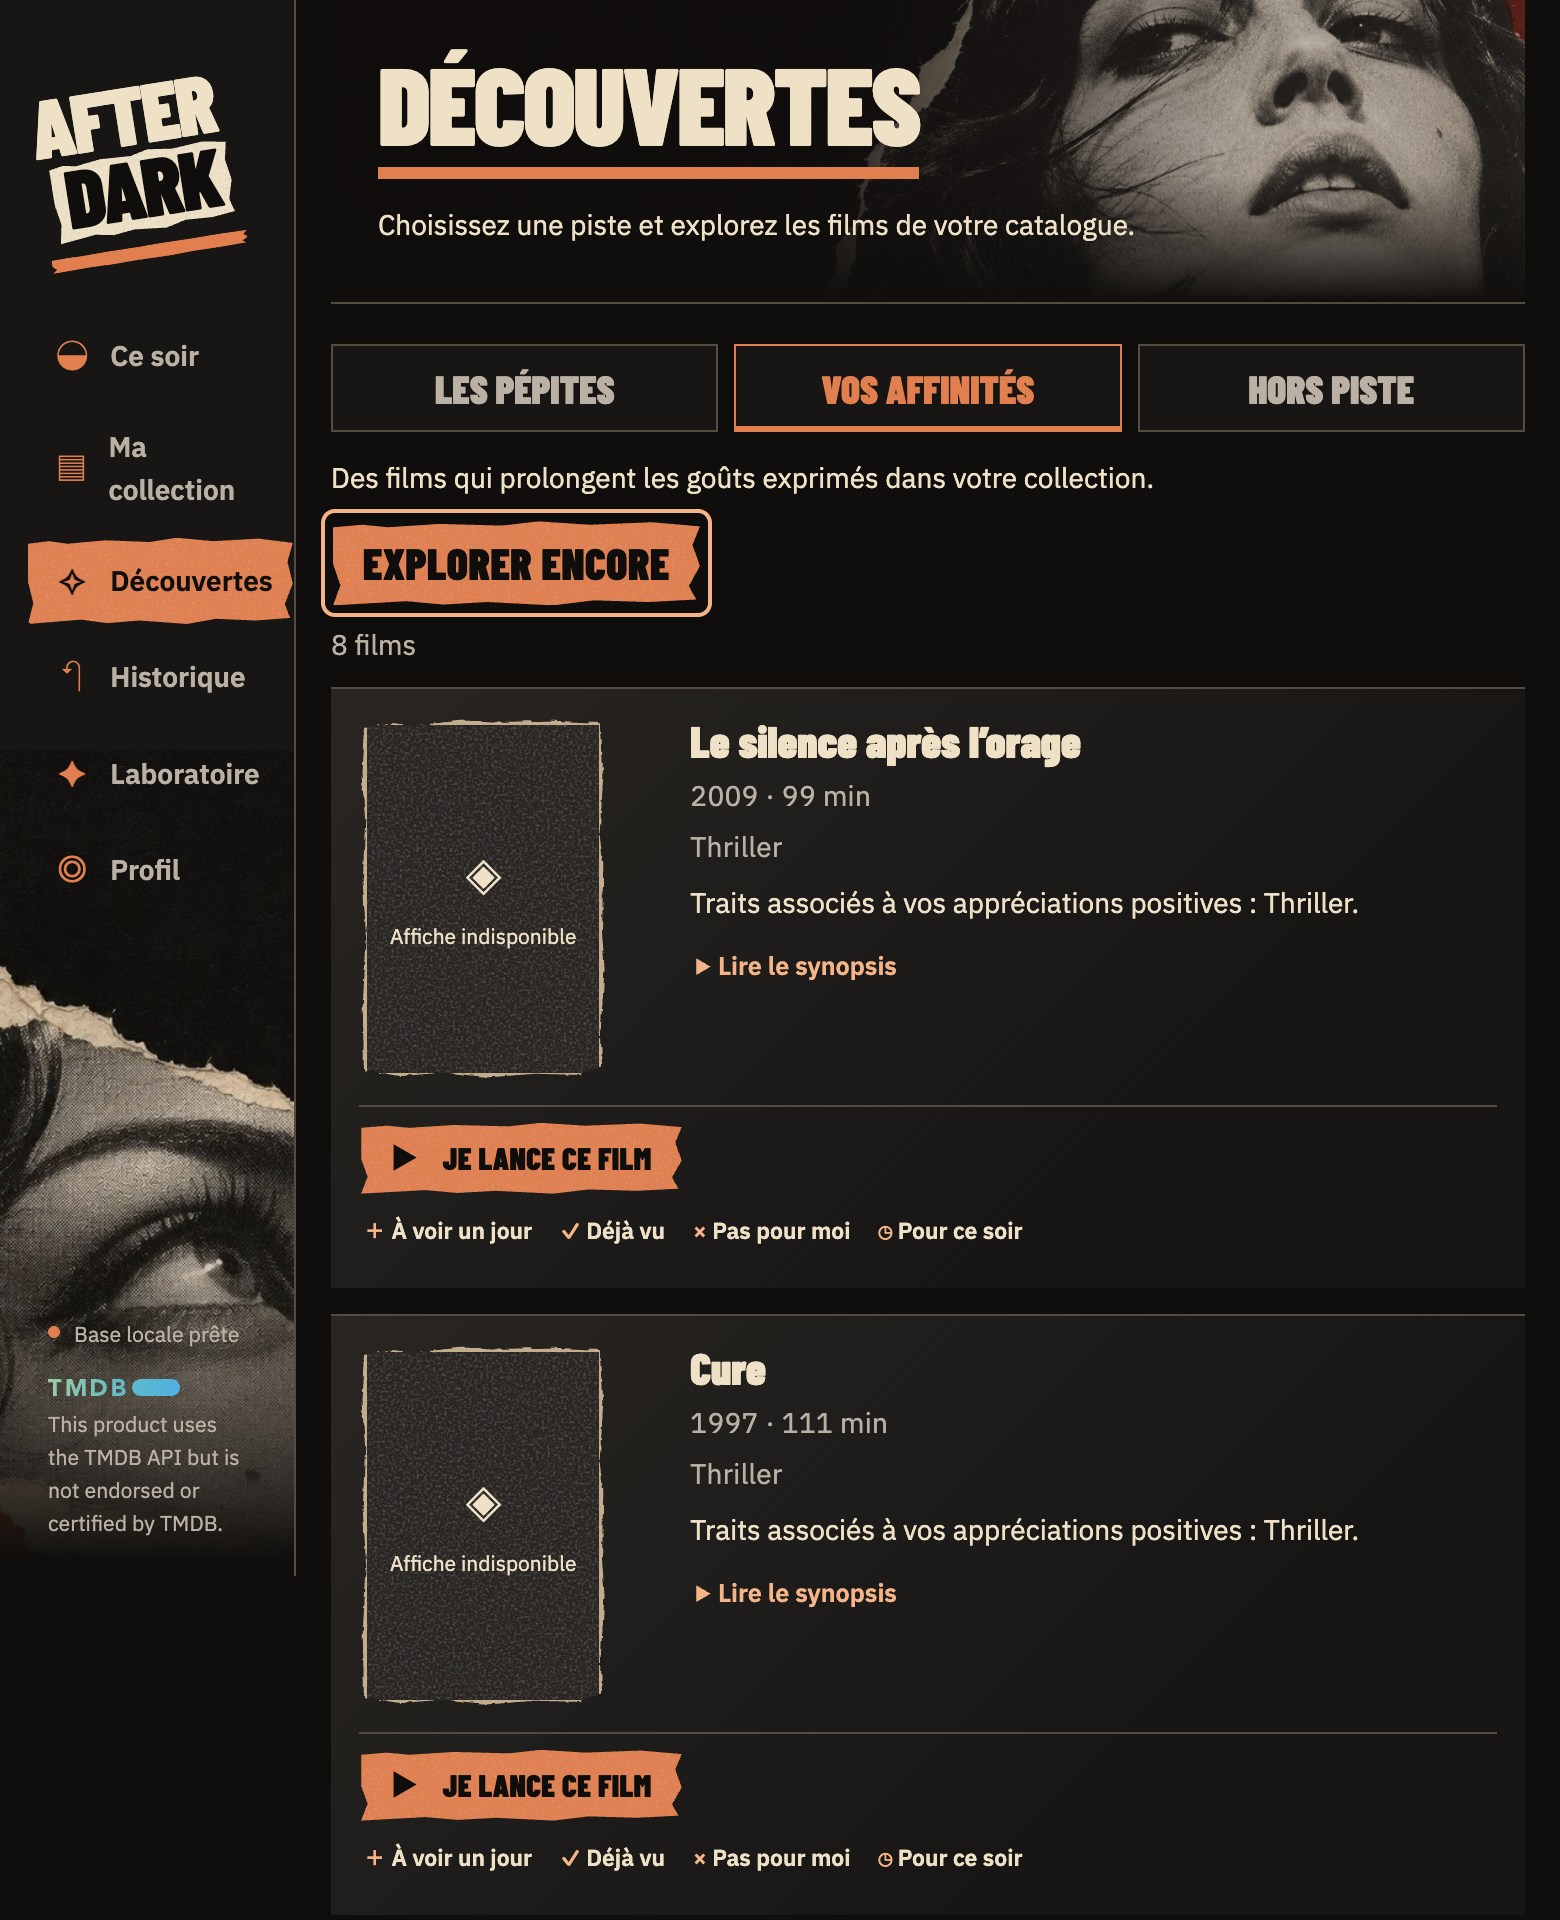 AFTER
DARK
Ce soir
Ma
collection
Découvertes
Historique
Laboratoire
Profil
Base locale prête
TMDB
This product uses
the TMDB API but is
not endorsed or
certified by TMDB.
DÉCOUVERTES
Choisissez une piste et explorez les films de votre catalogue.
LES PÉPITES
VOS AFFINITÉS
HORS PISTE
Des films qui prolongent les goûts exprimés dans votre collection.
EXPLORER ENCORE
8 films
Affiche indisponible
Le silence après l’orage
2009 · 99 min
Thriller
Traits associés à vos appréciations positives : Thriller.
Lire le synopsis
JE LANCE CE FILM
À voir un jour
Déjà vu
Pas pour moi
Pour ce soir
Affiche indisponible
Cure
1997 · 111 min
Thriller
Traits associés à vos appréciations positives : Thriller.
Lire le synopsis
JE LANCE CE FILM
À voir un jour
Déjà vu
Pas pour moi
Pour ce soir